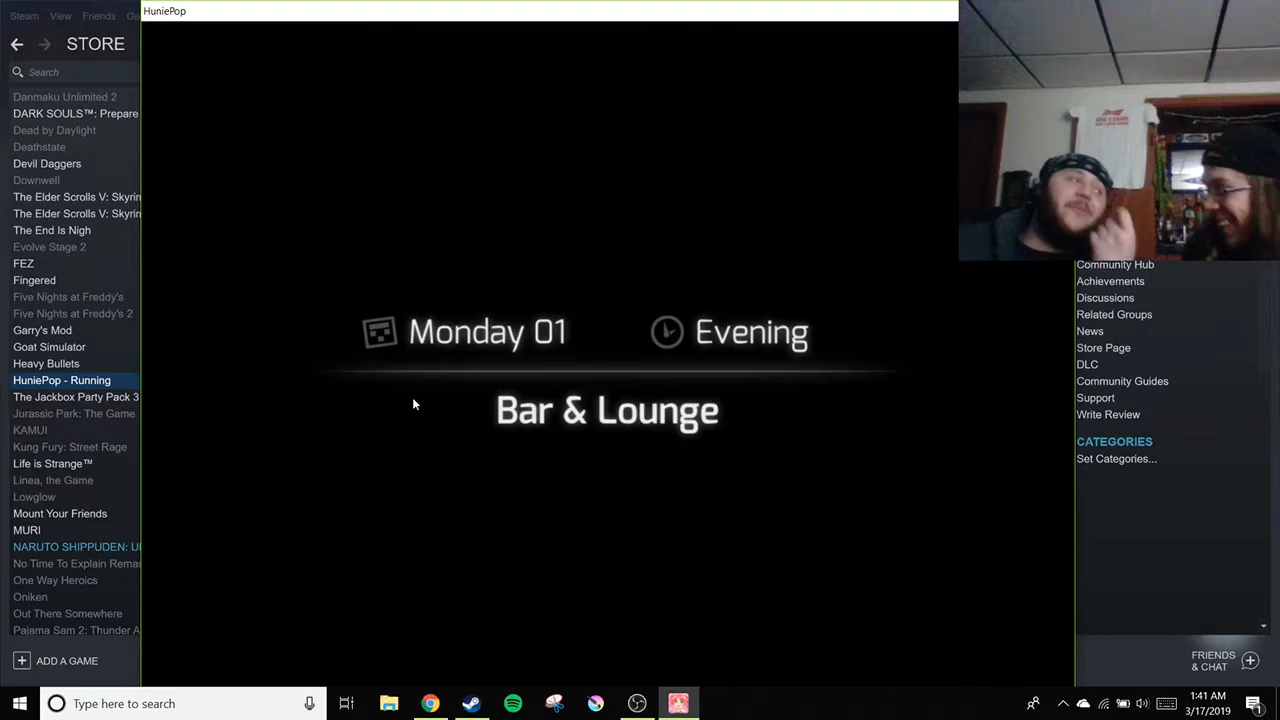 HuniePop
Steam View Friends Ga
STORE
Search
Danmaku Unlimited 2
DARK SOULS™: Prepare
Dead by Daylight
Deathstate
Devil Daggers
Downwell
The Elder Scrolls V: Skyrin
The Elder Scrolls V: Skyrin
The End Is Nigh
Evolve Stage 2
FEZ
Fingered
Five Nights at Freddy's
Five Nights at Freddy's 2
Garry's Mod
Goat Simulator
Heavy Bullets
HuniePop - Running
The Jackbox Party Pack 3
Jurassic Park: The Game
KAMUI
Kung Fury: Street Rage
Life is Strange™
Linea, the Game
Lowglow
Mount Your Friends
MURI
NARUTO SHIPPUDEN: Ul
No Time To Explain Remas
One Way Heroics
Oniken
Out There Somewhere
Pajama Sam 2: Thunder A
ADD A GAME
Monday 01 Evening
Bar & Lounge
Community Hub
Achievements
Discussions
Related Groups
News
Store Page
DLC
Community Guides
Support
Write Review
CATEGORIES
Set Categories...
FRIENDS
& CHAT
Type here to search
1:41 AM
3/17/2019
1